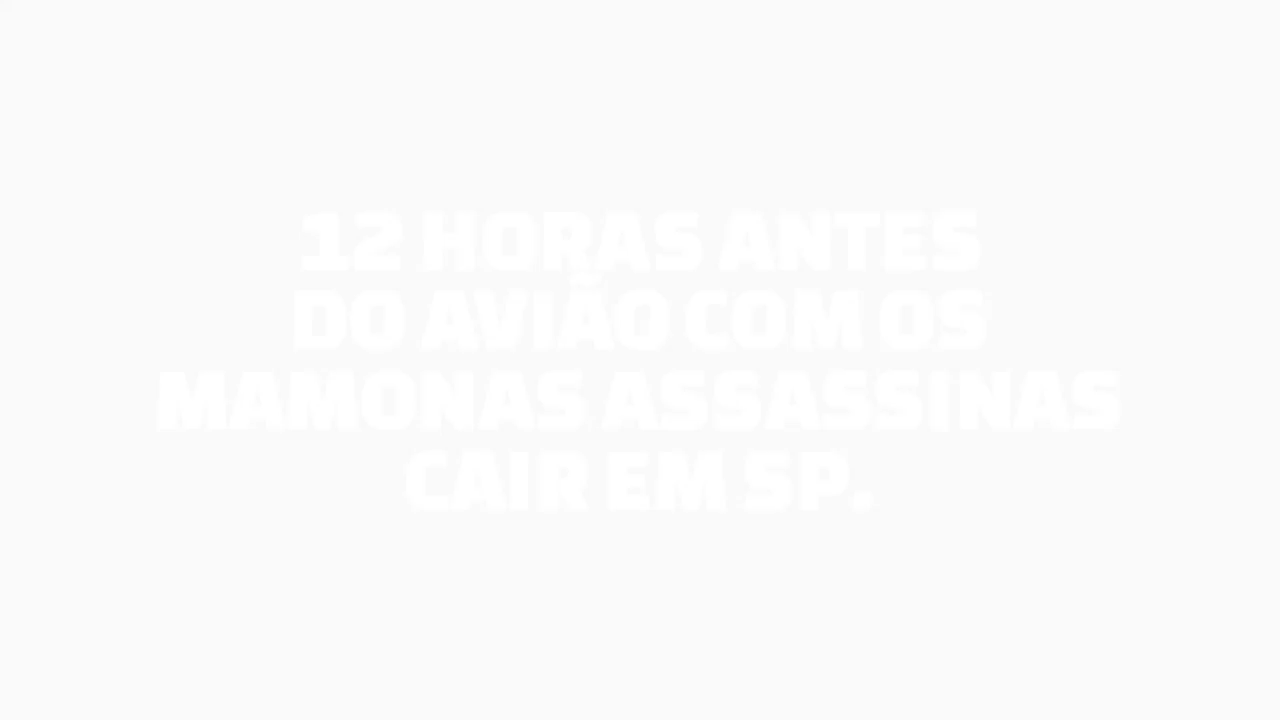 12 HORAS ANTES
DO AVIÃO COM OS
MAMONAS ASSASSINAS
CAIR EM SP.